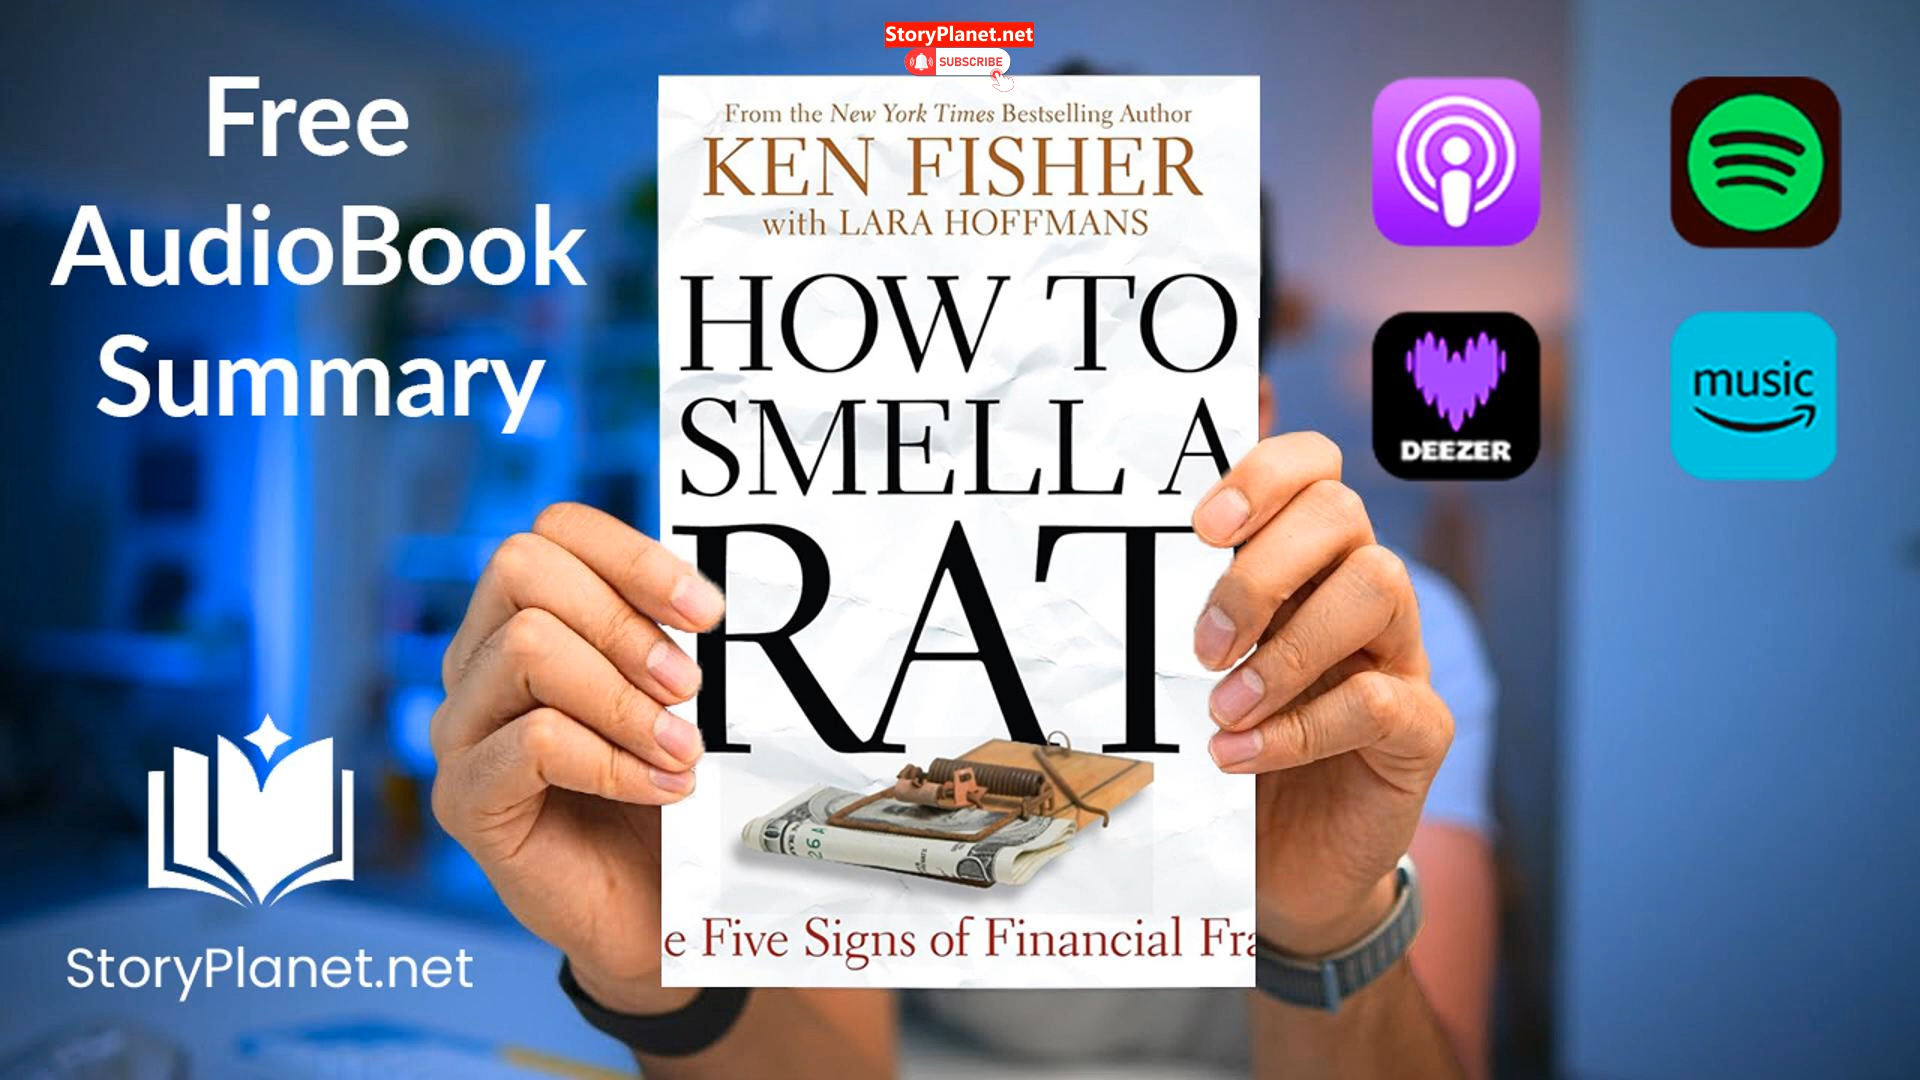 StoryPlanet.net
SUBSCRIBE
Free
AudioBook
Summary
From the New York Times Bestselling Author
KEN FISHER
with LARA HOFFMANS
HOW TO
SMELL A
RAT
e Five Signs of Financial Fra
DEEZER
music
StoryPlanet.net